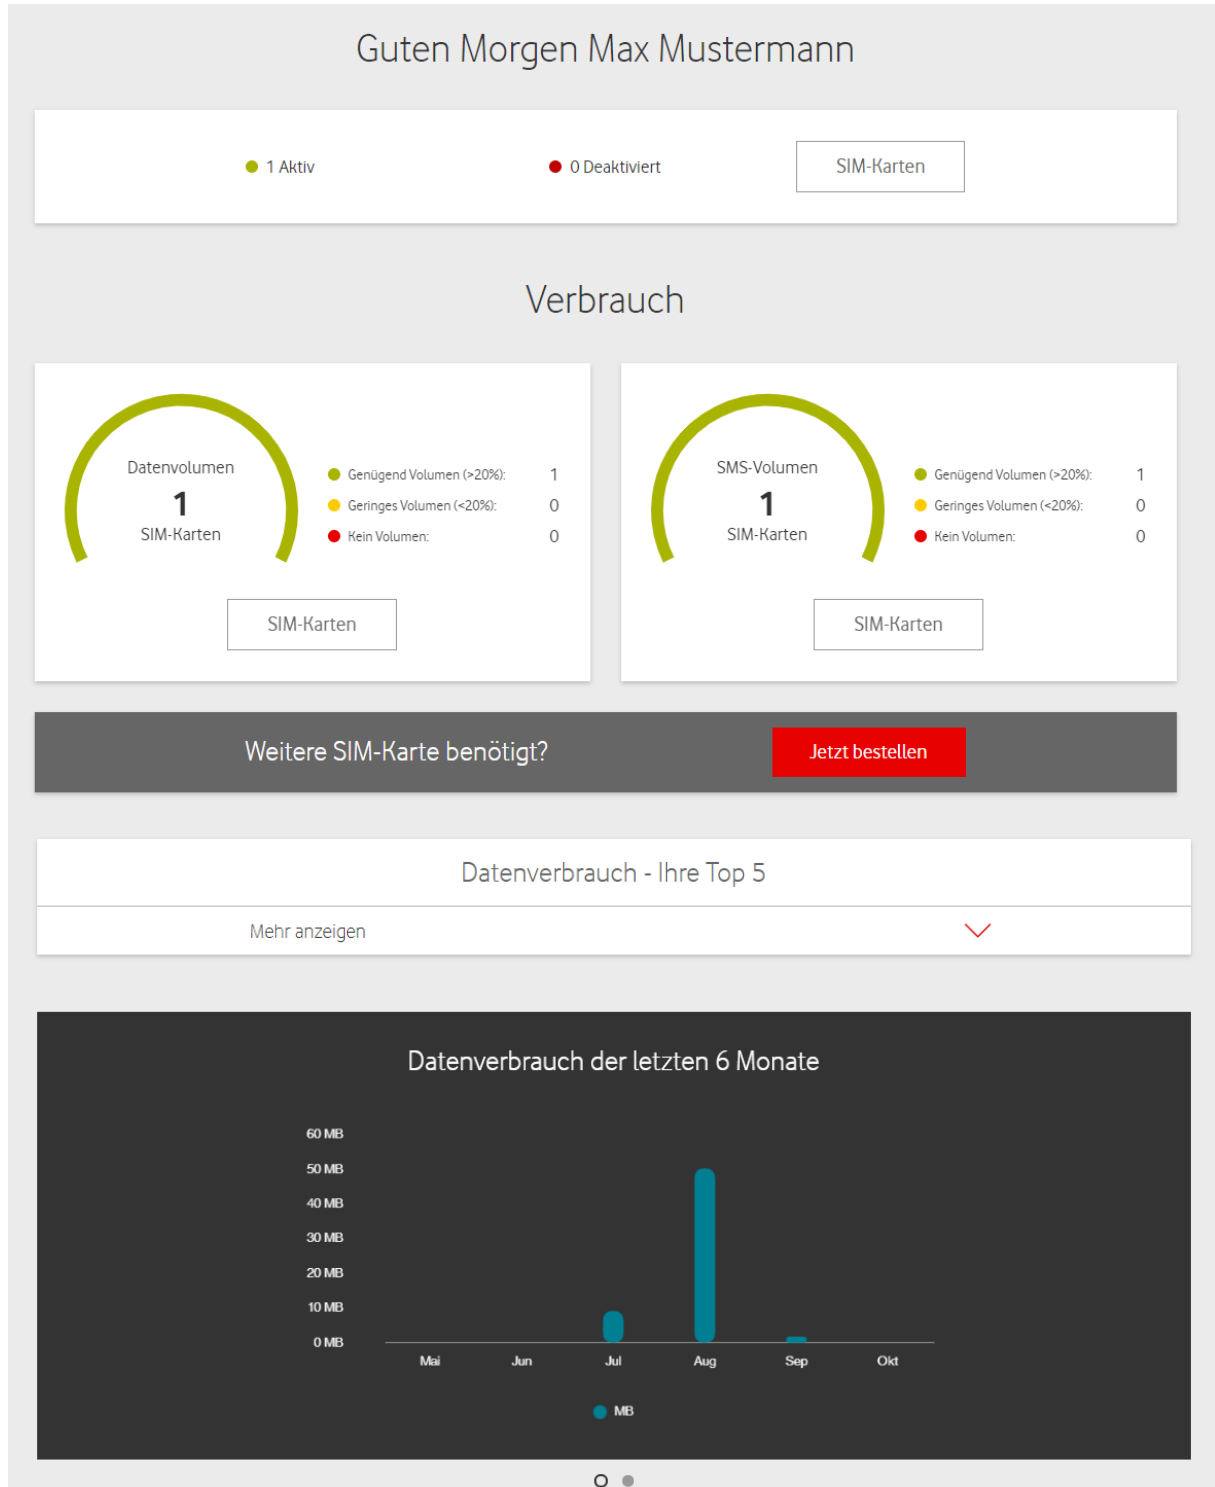 Guten Morgen Max Mustermann
1 Aktiv
0 Deaktiviert
SIM-Karten
Verbrauch
Datenvolumen
1
SIM-Karten
Genügend Volumen (>20%): 1
Geringes Volumen (<20%): 0
Kein Volumen: 0
SIM-Karten
SMS-Volumen
1
SIM-Karten
Genügend Volumen (>20%): 1
Geringes Volumen (<20%): 0
Kein Volumen: 0
SIM-Karten
Weitere SIM-Karte benötigt?
Jetzt bestellen
Datenverbrauch - Ihre Top 5
Mehr anzeigen
Datenverbrauch der letzten 6 Monate
60 MB
50 MB
40 MB
30 MB
20 MB
10 MB
0 MB
Mai Jun Jul Aug Sep Okt
MB